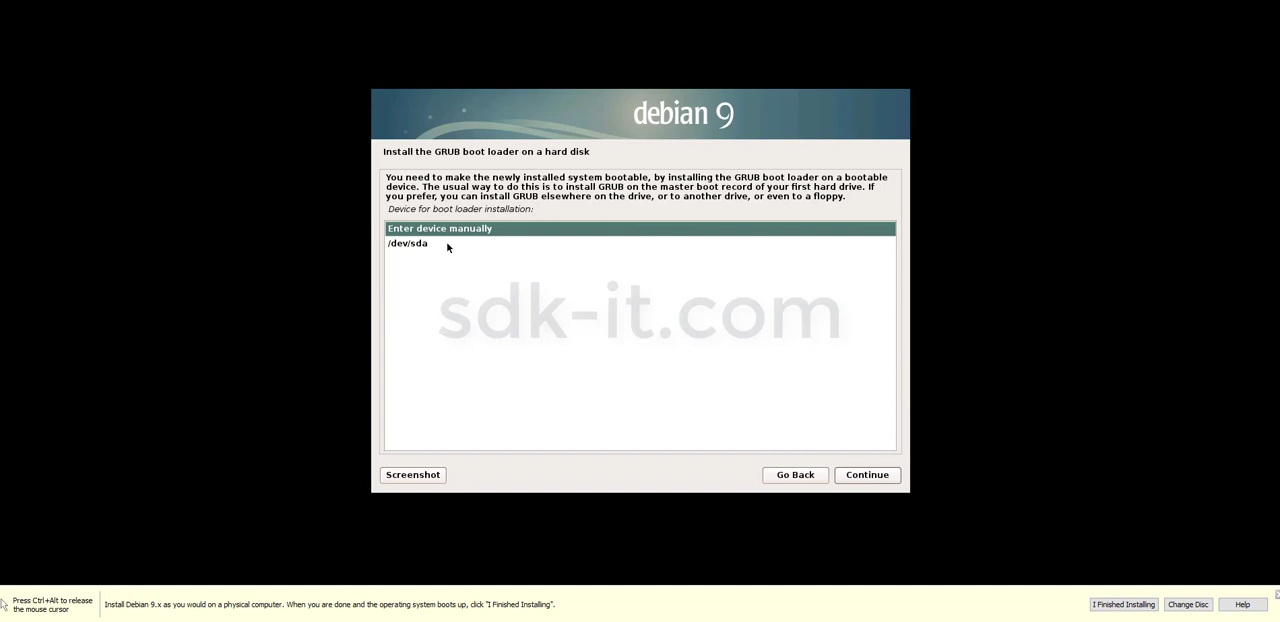 debian 9
Install the GRUB boot loader on a hard disk
You need to make the newly installed system bootable, by installing the GRUB boot loader on a bootable
device. The usual way to do this is to install GRUB on the master boot record of your first hard drive. If
you prefer, you can install GRUB elsewhere on the drive, or to another drive, or even to a floppy.
Device for boot loader installation:
Enter device manually
/dev/sda
sdk-it.com
Screenshot
Go Back
Continue
Press Ctrl+Alt to release
the mouse cursor
Install Debian 9.x as you would on a physical computer. When you are done and the operating system boots up, click "I Finished Installing".
I Finished Installing
Change Disc
Help